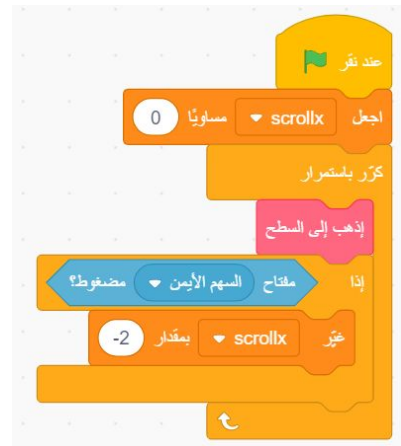 عند نقر
اجعل scrollx مساويًا 0
كرّر باستمرار
إذهب إلى السطح
إذا مفتاح السهم الأيمن مضغوط؟
غيّر scrollx بمقدار -2